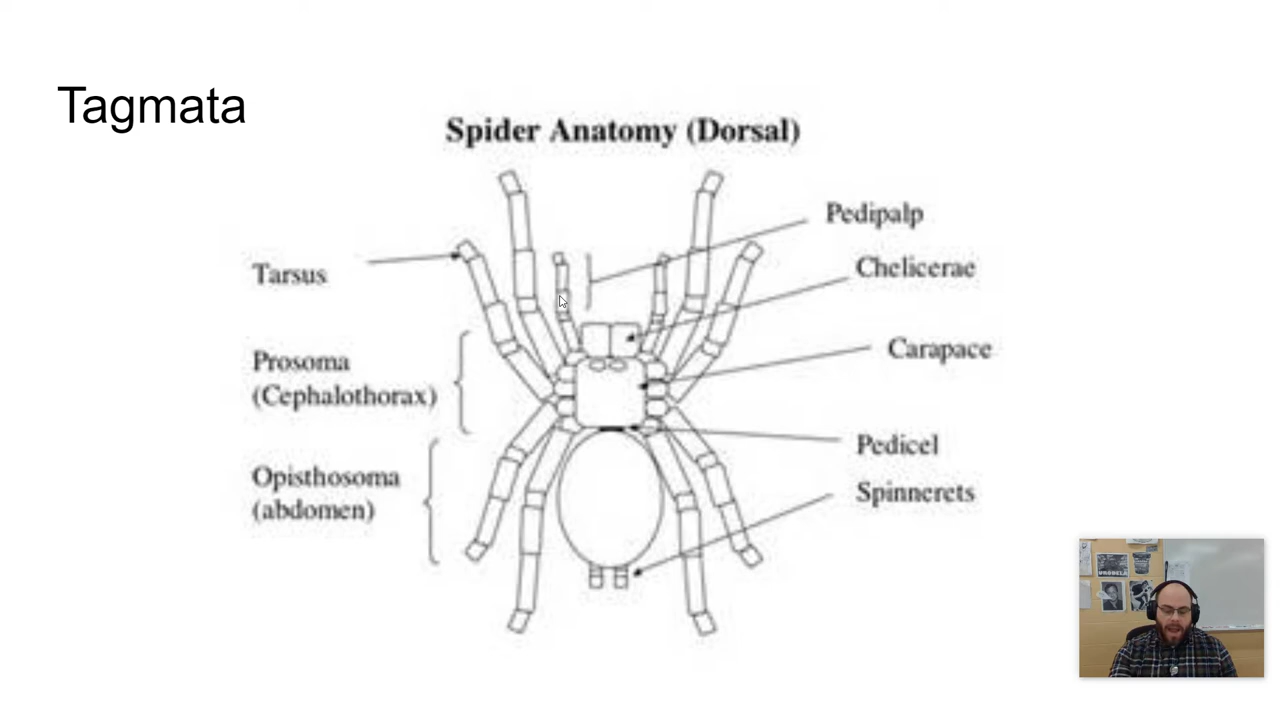 Tagmata
Spider Anatomy (Dorsal)
Pedipalp
Chelicerae
Tarsus
Carapace
Prosoma
(Cephalothorax)
Pedicel
Opisthosoma
(abdomen)
Spinnerets